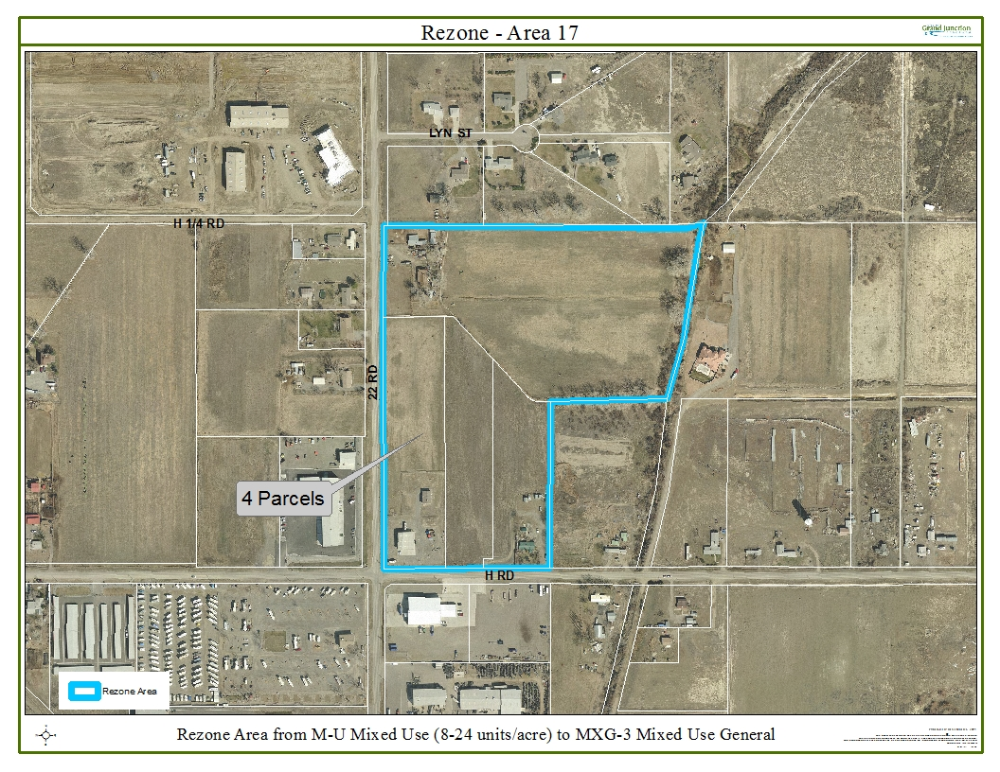 Rezone - Area 17
Grand Junction
LYN ST
H 1/4 RD
22 RD
4 Parcels
H RD
Rezone Area
Rezone Area from M-U Mixed Use (8-24 units/acre) to MXG-3 Mixed Use General